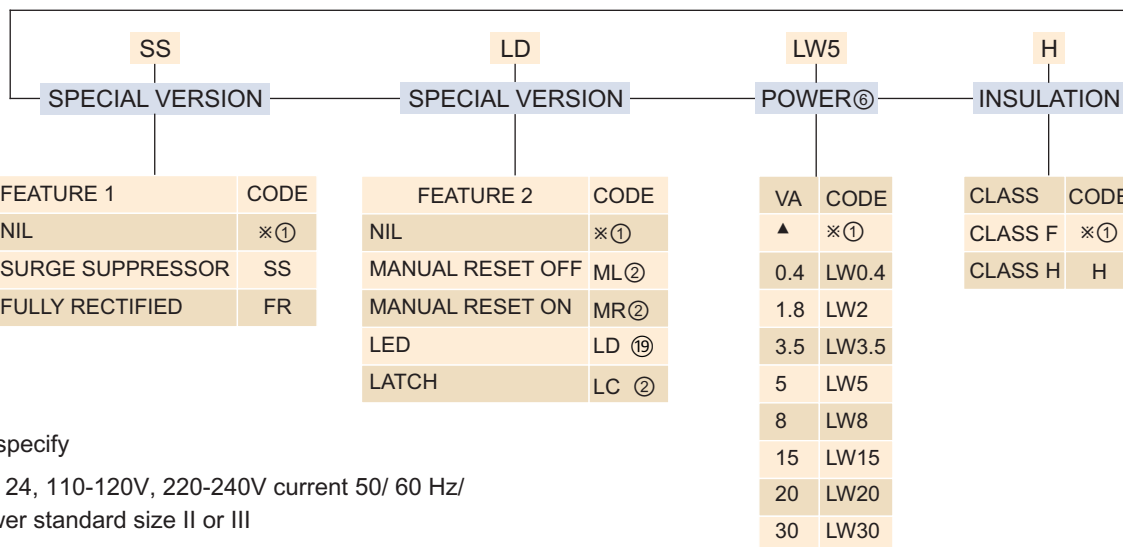 SS LD LW5 H
SPECIAL VERSION SPECIAL VERSION POWER⑥ INSULATION
FEATURE 1 CODE
NIL ※①
SURGE SUPPRESSOR SS
FULLY RECTIFIED FR
FEATURE 2 CODE
NIL ※①
MANUAL RESET OFF ML②
MANUAL RESET ON MR②
LED LD ⑲
LATCH LC ②
VA CODE
▲ ※①
0.4 LW0.4
1.8 LW2
3.5 LW3.5
5 LW5
8 LW8
15 LW15
20 LW20
30 LW30
CLASS CODE
CLASS F ※①
CLASS H H
specify
24, 110-120V, 220-240V current 50/ 60 Hz/
wer standard size II or III